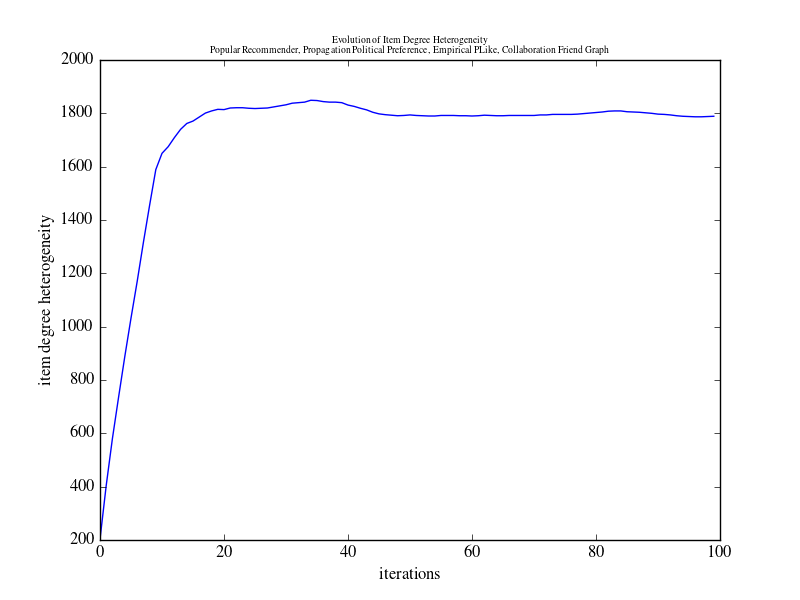 Evolution of Item Degree Heterogeneity
Popular Recommender, Propagation Political Preference, Empirical PLike, Collaboration Friend Graph
2000
1800
1600
1400
1200
1000
800
600
400
200
item degree heterogeneity
0 20 40 60 80 100
iterations